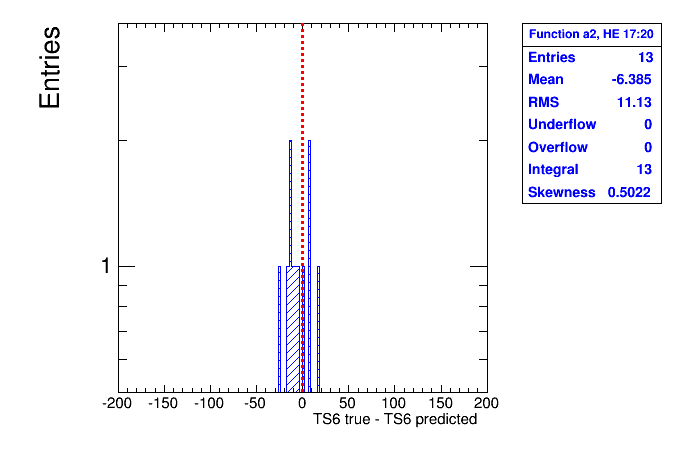 Entries
1
-200 -150 -100 -50 0 50 100 150 200
TS6 true - TS6 predicted
Function a2, HE 17:20
Entries 13
Mean -6.385
RMS 11.13
Underflow 0
Overflow 0
Integral 13
Skewness 0.5022